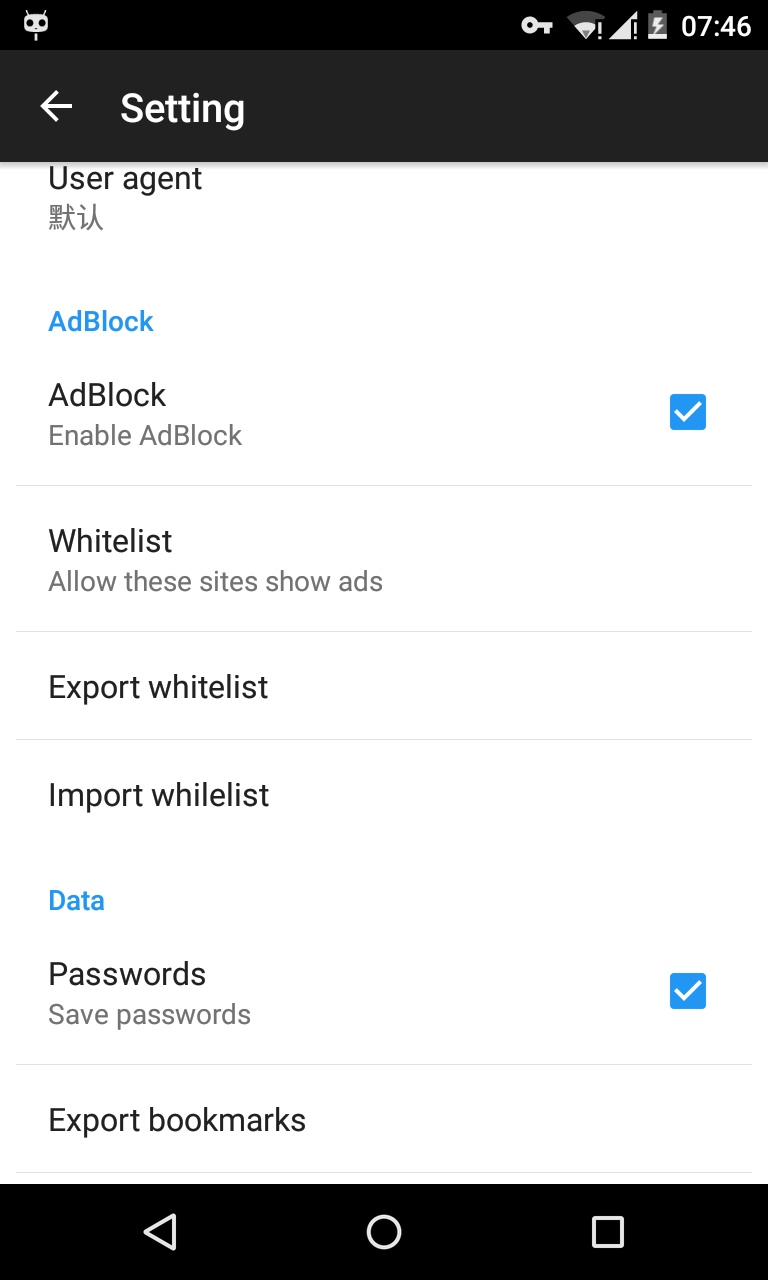 07:46
Setting
User agent
默认
AdBlock
AdBlock
Enable AdBlock
Whitelist
Allow these sites show ads
Export whitelist
Import whilelist
Data
Passwords
Save passwords
Export bookmarks